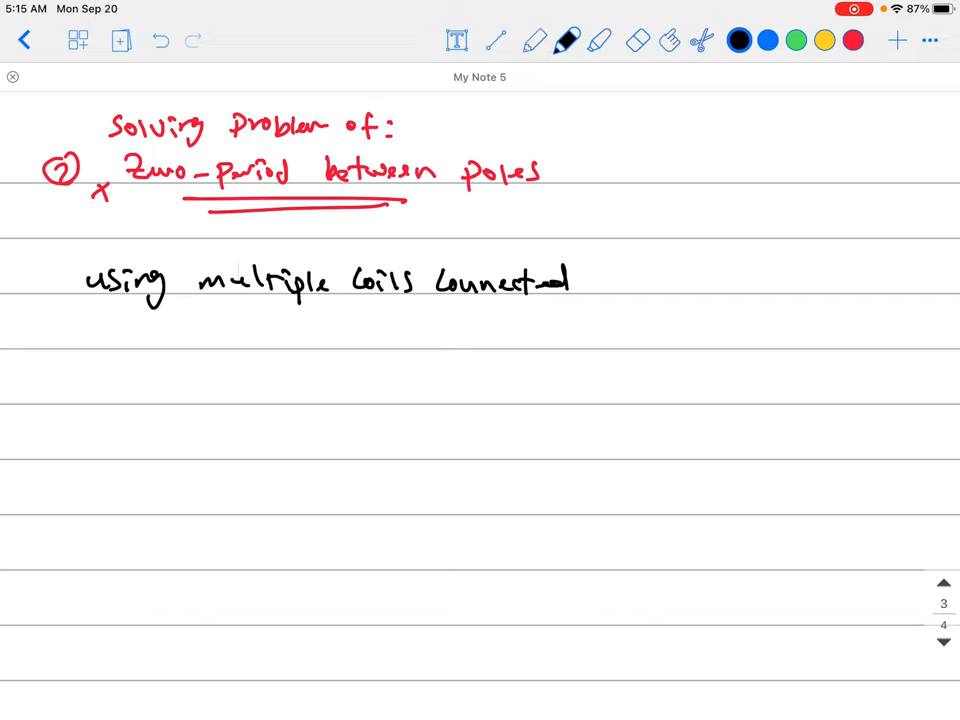 5:15 AM Mon Sep 20 87%
My Note 5
Solving Problem of:
② x Zero-period between poles
using multiple coils connected
3
4